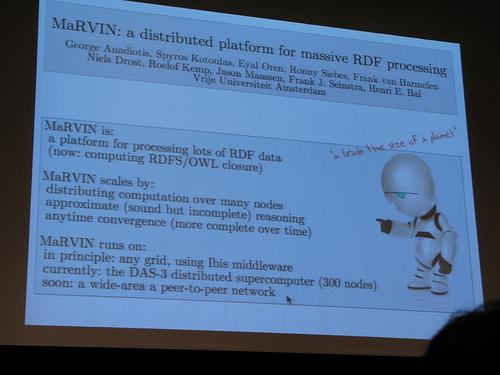 MaRVIN: a distributed platform for massive RDF processing
George Anadiotis, Spyros Kotoulas, Eyal Oren, Ronny Siebes, Frank van Harmelen
Niels Drost, Roelof Kemp, Jason Maassen, Frank J. Seinstra, Henri E. Bal
Vrije Universiteit Amsterdam
"a brain the size of a planet"
MaRVIN is:
a platform for processing lots of RDF data
(now: computing RDFS/OWL closure)
MaRVIN scales by:
distributing computation over many nodes
approximate (sound but incomplete) reasoning
anytime convergence (more complete over time)
MaRVIN runs on:
in principle: any grid, using Ibis middleware
currently: the DAS-3 distributed supercomputer (300 nodes)
soon: a wide-area a peer-to-peer network